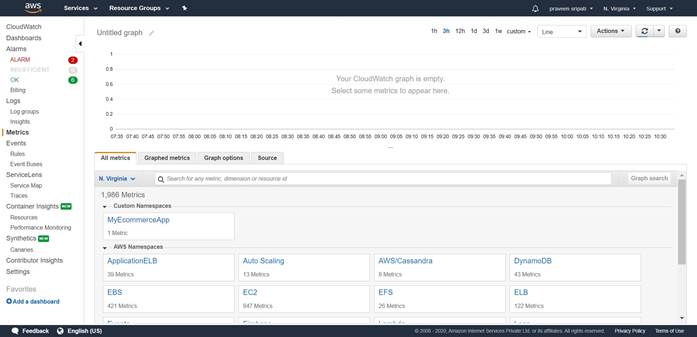 aws Services Resource Groups praveen sripati N. Virginia Support
CloudWatch
Dashboards
Alarms
ALARM 2
INSUFFICIENT
OK 6
Billing
Logs
Log groups
Insights
Metrics
Events
Rules
Event Buses
ServiceLens
Service Map
Traces
Container Insights NEW
Resources
Performance Monitoring
Synthetics NEW
Canaries
Contributor Insights
Settings
Favorites
Add a dashboard
Untitled graph
1h 3h 12h 1d 3d 1w custom Line Actions
1
0.8
0.6
0.4
0.2
0
Your CloudWatch graph is empty.
Select some metrics to appear here.
07:35 07:40 07:45 07:50 07:55 08:00 08:05 08:10 08:15 08:20 08:25 08:30 08:35 08:40 08:45 08:50 08:55 09:00 09:05 09:10 09:15 09:20 09:25 09:30 09:35 09:40 09:45 09:50 09:55 10:00 10:05 10:10 10:15 10:20 10:25 10:30
All metrics Graphed metrics Graph options Source
N. Virginia Search for any metric, dimension or resource id Graph search
1,986 Metrics
Custom Namespaces
MyEcommerceApp
1 Metric
AWS Namespaces
ApplicationELB Auto Scaling AWS/Cassandra DynamoDB
39 Metrics 13 Metrics 8 Metrics 43 Metrics
EBS EC2 EFS ELB
421 Metrics 947 Metrics 26 Metrics 122 Metrics
Feedback English (US) © 2008 - 2020, Amazon Internet Services Private Ltd. or its affiliates. All rights reserved. Privacy Policy Terms of Use